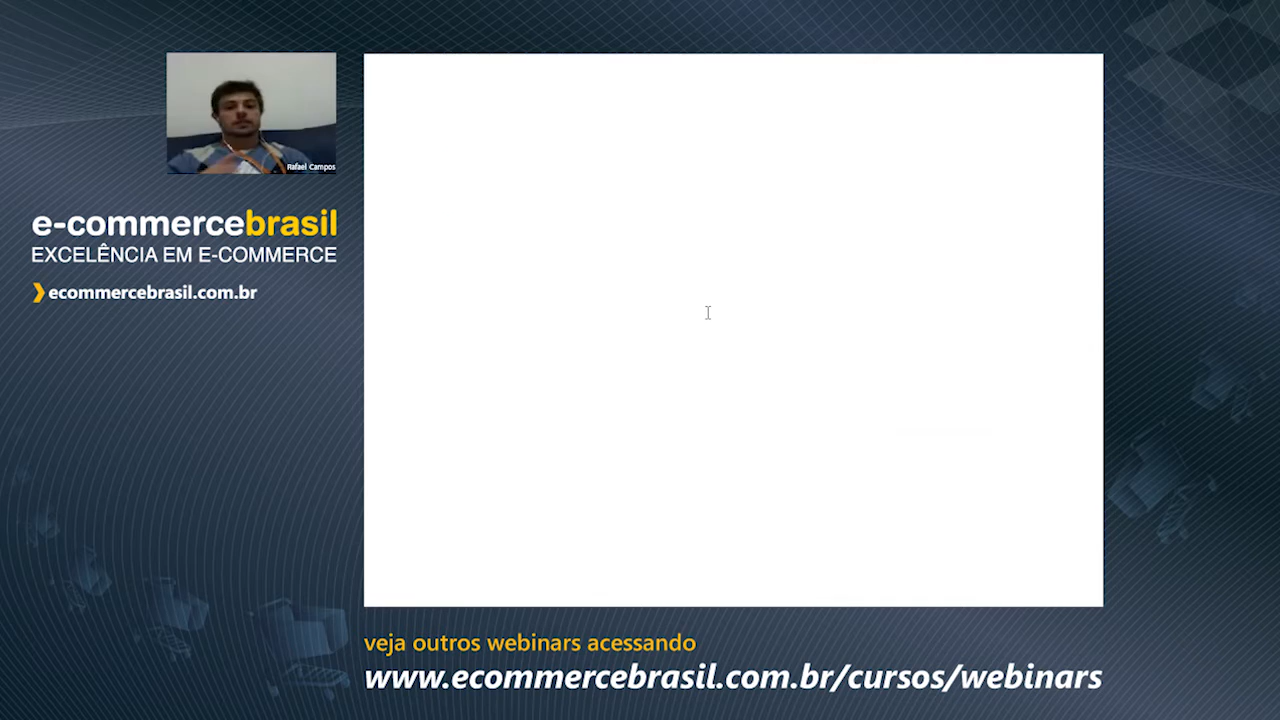 Rafael Campos
e-commercebrasil
EXCELÊNCIA EM E-COMMERCE
ecommercebrasil.com.br
veja outros webinars acessando
www.ecommercebrasil.com.br/cursos/webinars